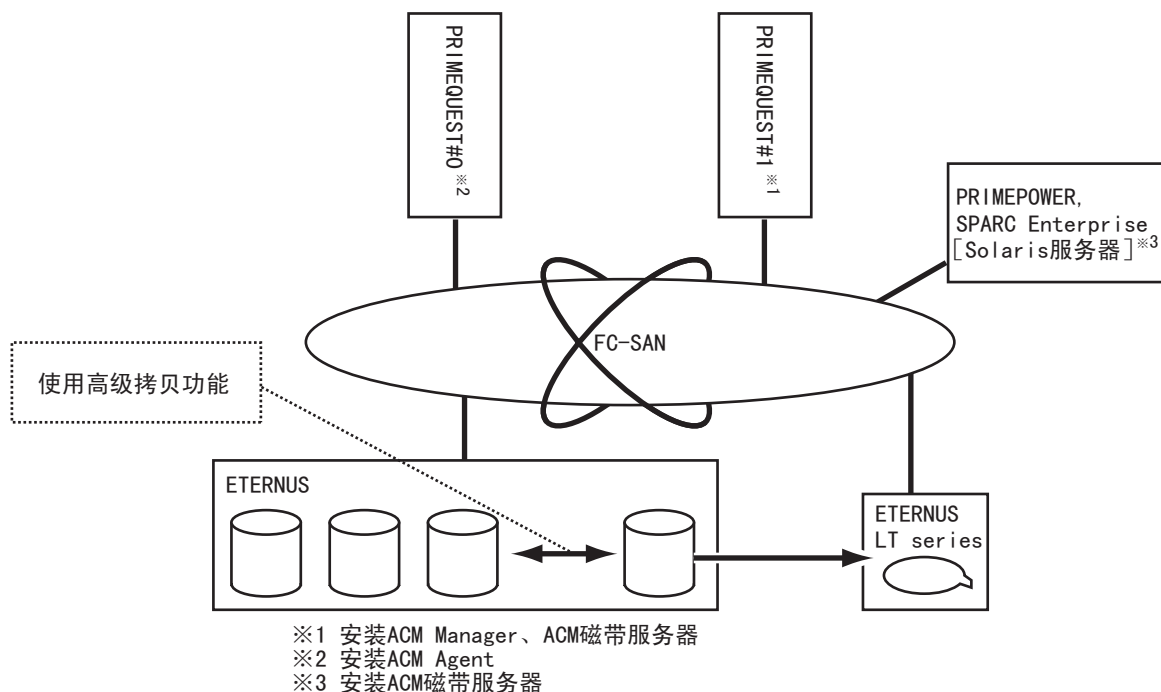 PRIMEQUEST#0※2
PRIMEQUEST#1※1
PRIMEPOWER,
SPARC Enterprise
[Solaris服务器]※3
FC-SAN
使用高级拷贝功能
ETERNUS
ETERNUS
LT series
※1 安装ACM Manager、ACM磁带服务器
※2 安装ACM Agent
※3 安装ACM磁带服务器